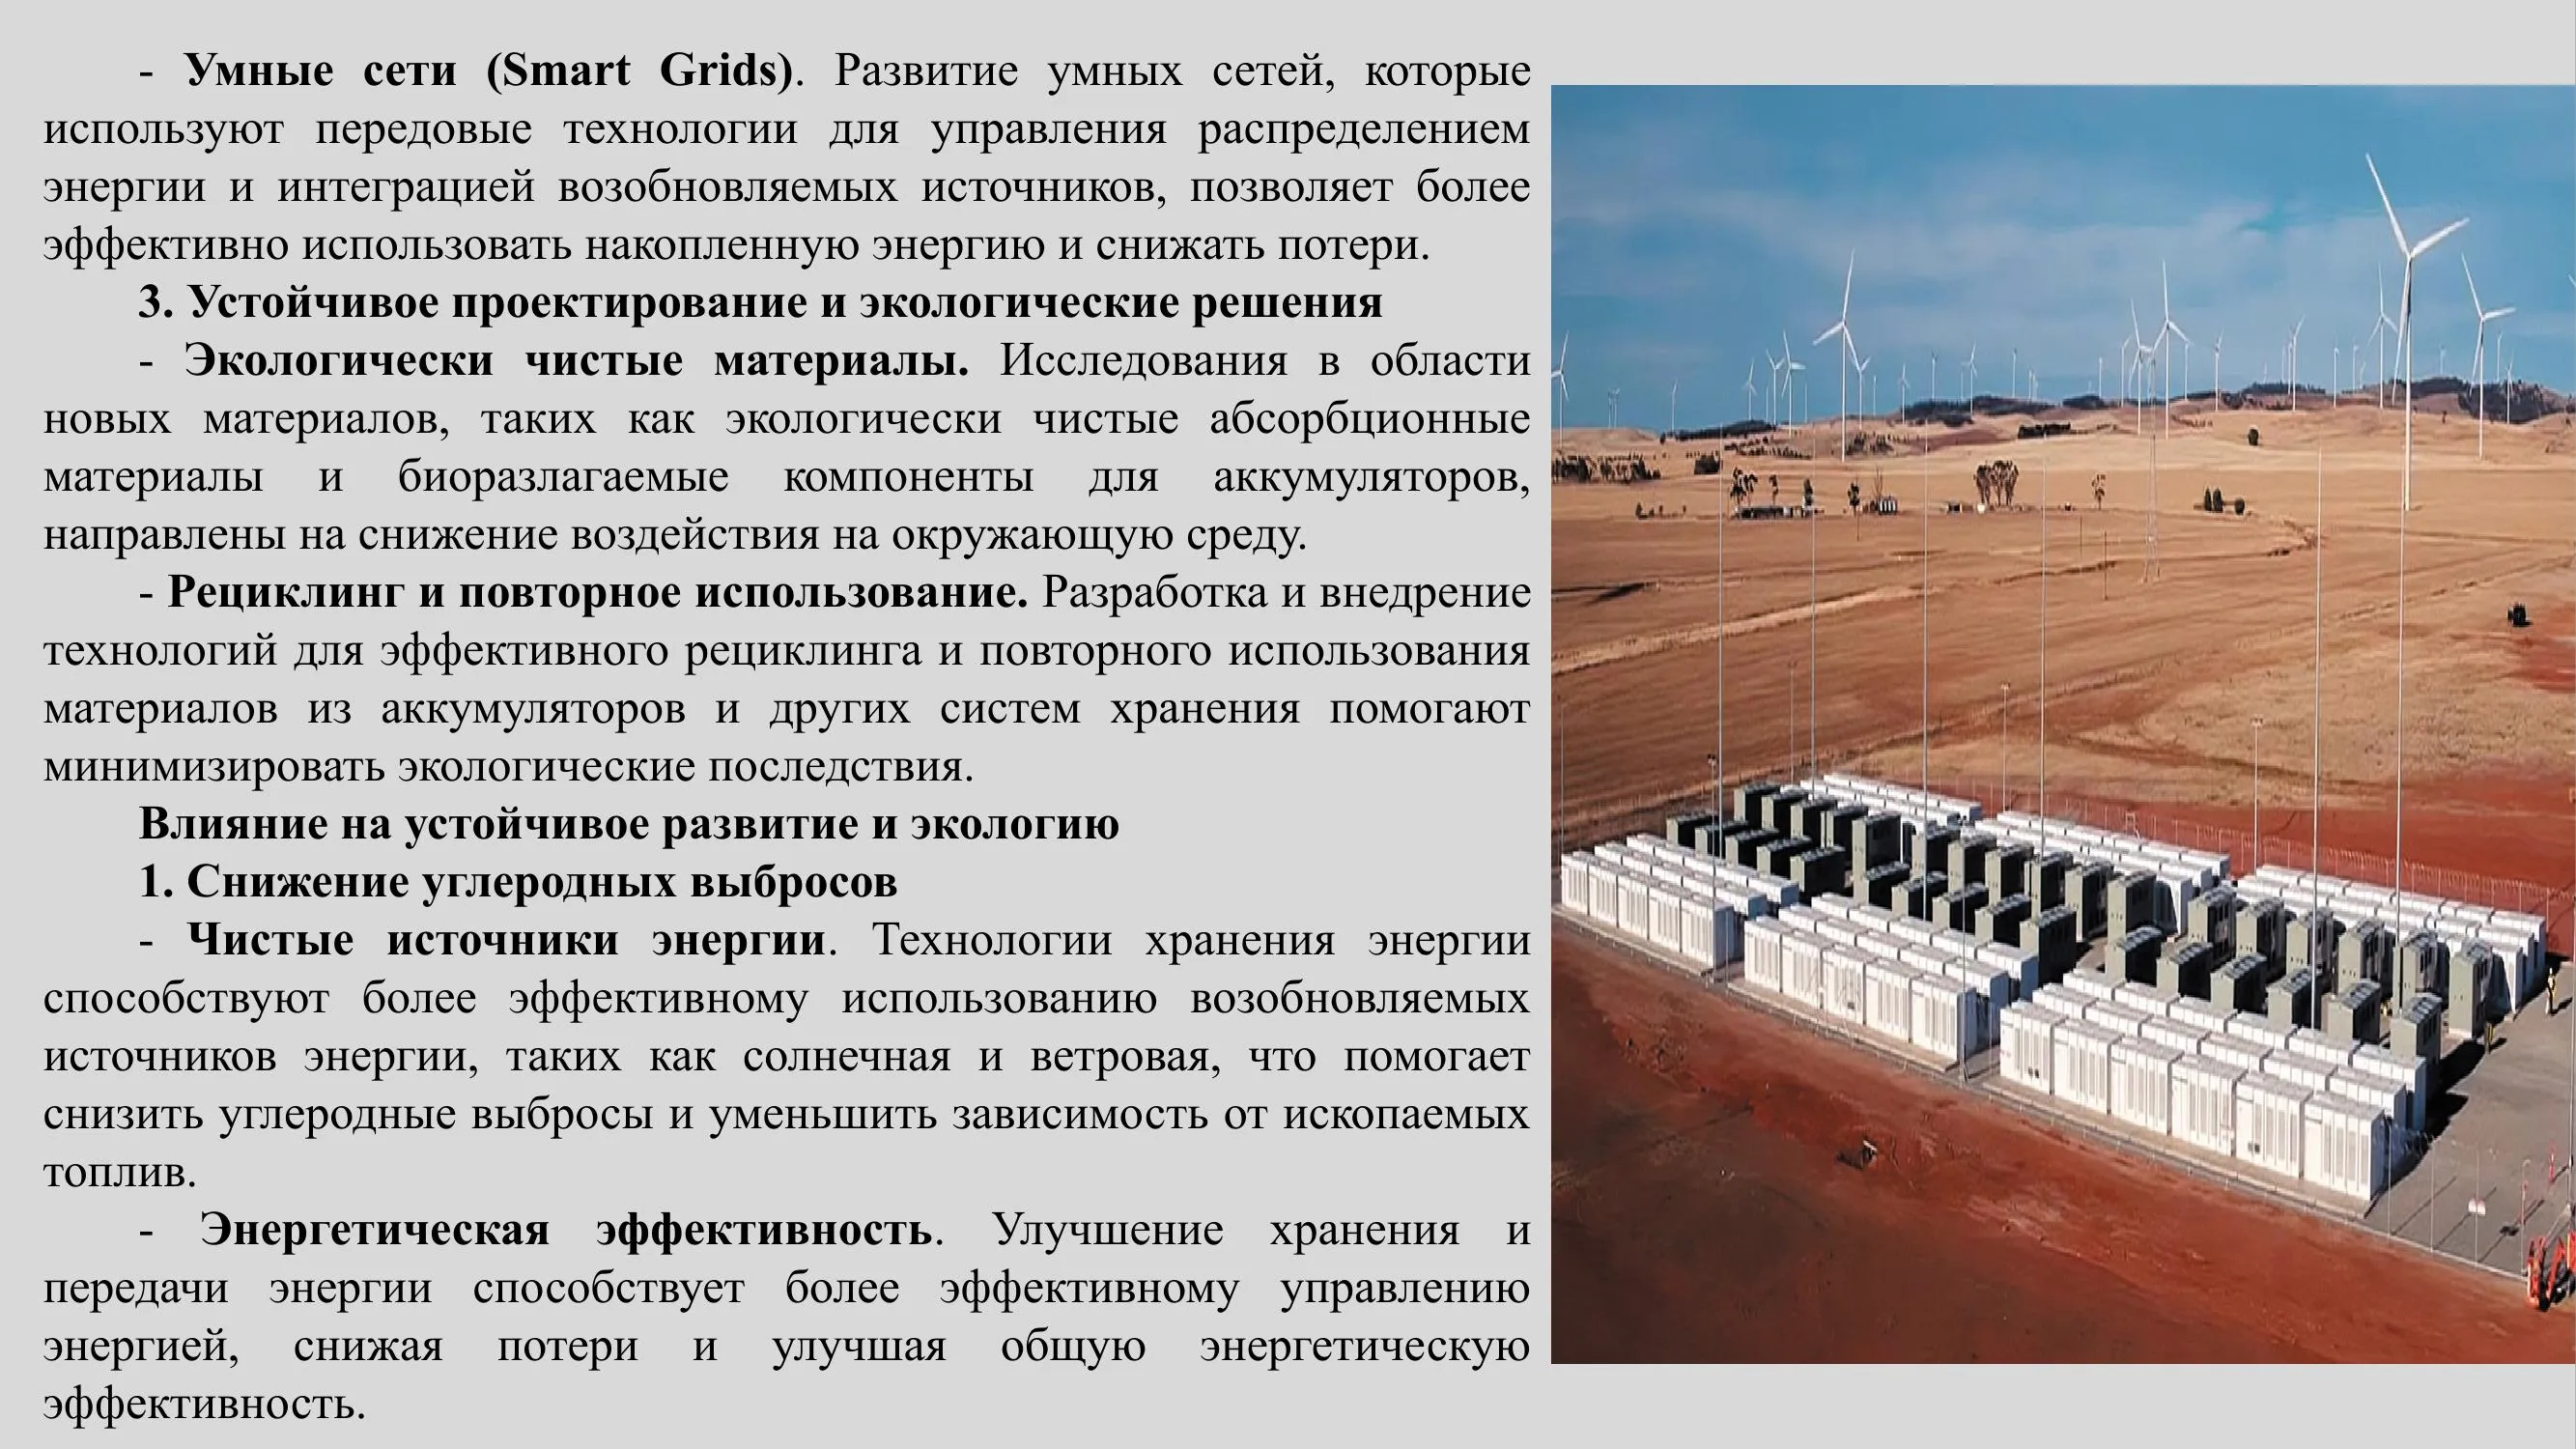 - Умные сети (Smart Grids). Развитие умных сетей, которые
используют передовые технологии для управления распределением
энергии и интеграцией возобновляемых источников, позволяет более
эффективно использовать накопленную энергию и снижать потери.
3. Устойчивое проектирование и экологические решения
- Экологически чистые материалы. Исследования в области
новых материалов, таких как экологически чистые абсорбционные
материалы и биоразлагаемые компоненты для аккумуляторов,
направлены на снижение воздействия на окружающую среду.
- Рециклинг и повторное использование. Разработка и внедрение
технологий для эффективного рециклинга и повторного использования
материалов из аккумуляторов и других систем хранения помогают
минимизировать экологические последствия.
Влияние на устойчивое развитие и экологию
1. Снижение углеродных выбросов
- Чистые источники энергии. Технологии хранения энергии
способствуют более эффективному использованию возобновляемых
источников энергии, таких как солнечная и ветровая, что помогает
снизить углеродные выбросы и уменьшить зависимость от ископаемых
топлив.
- Энергетическая эффективность. Улучшение хранения и
передачи энергии способствует более эффективному управлению
энергией, снижая потери и улучшая общую энергетическую
эффективность.